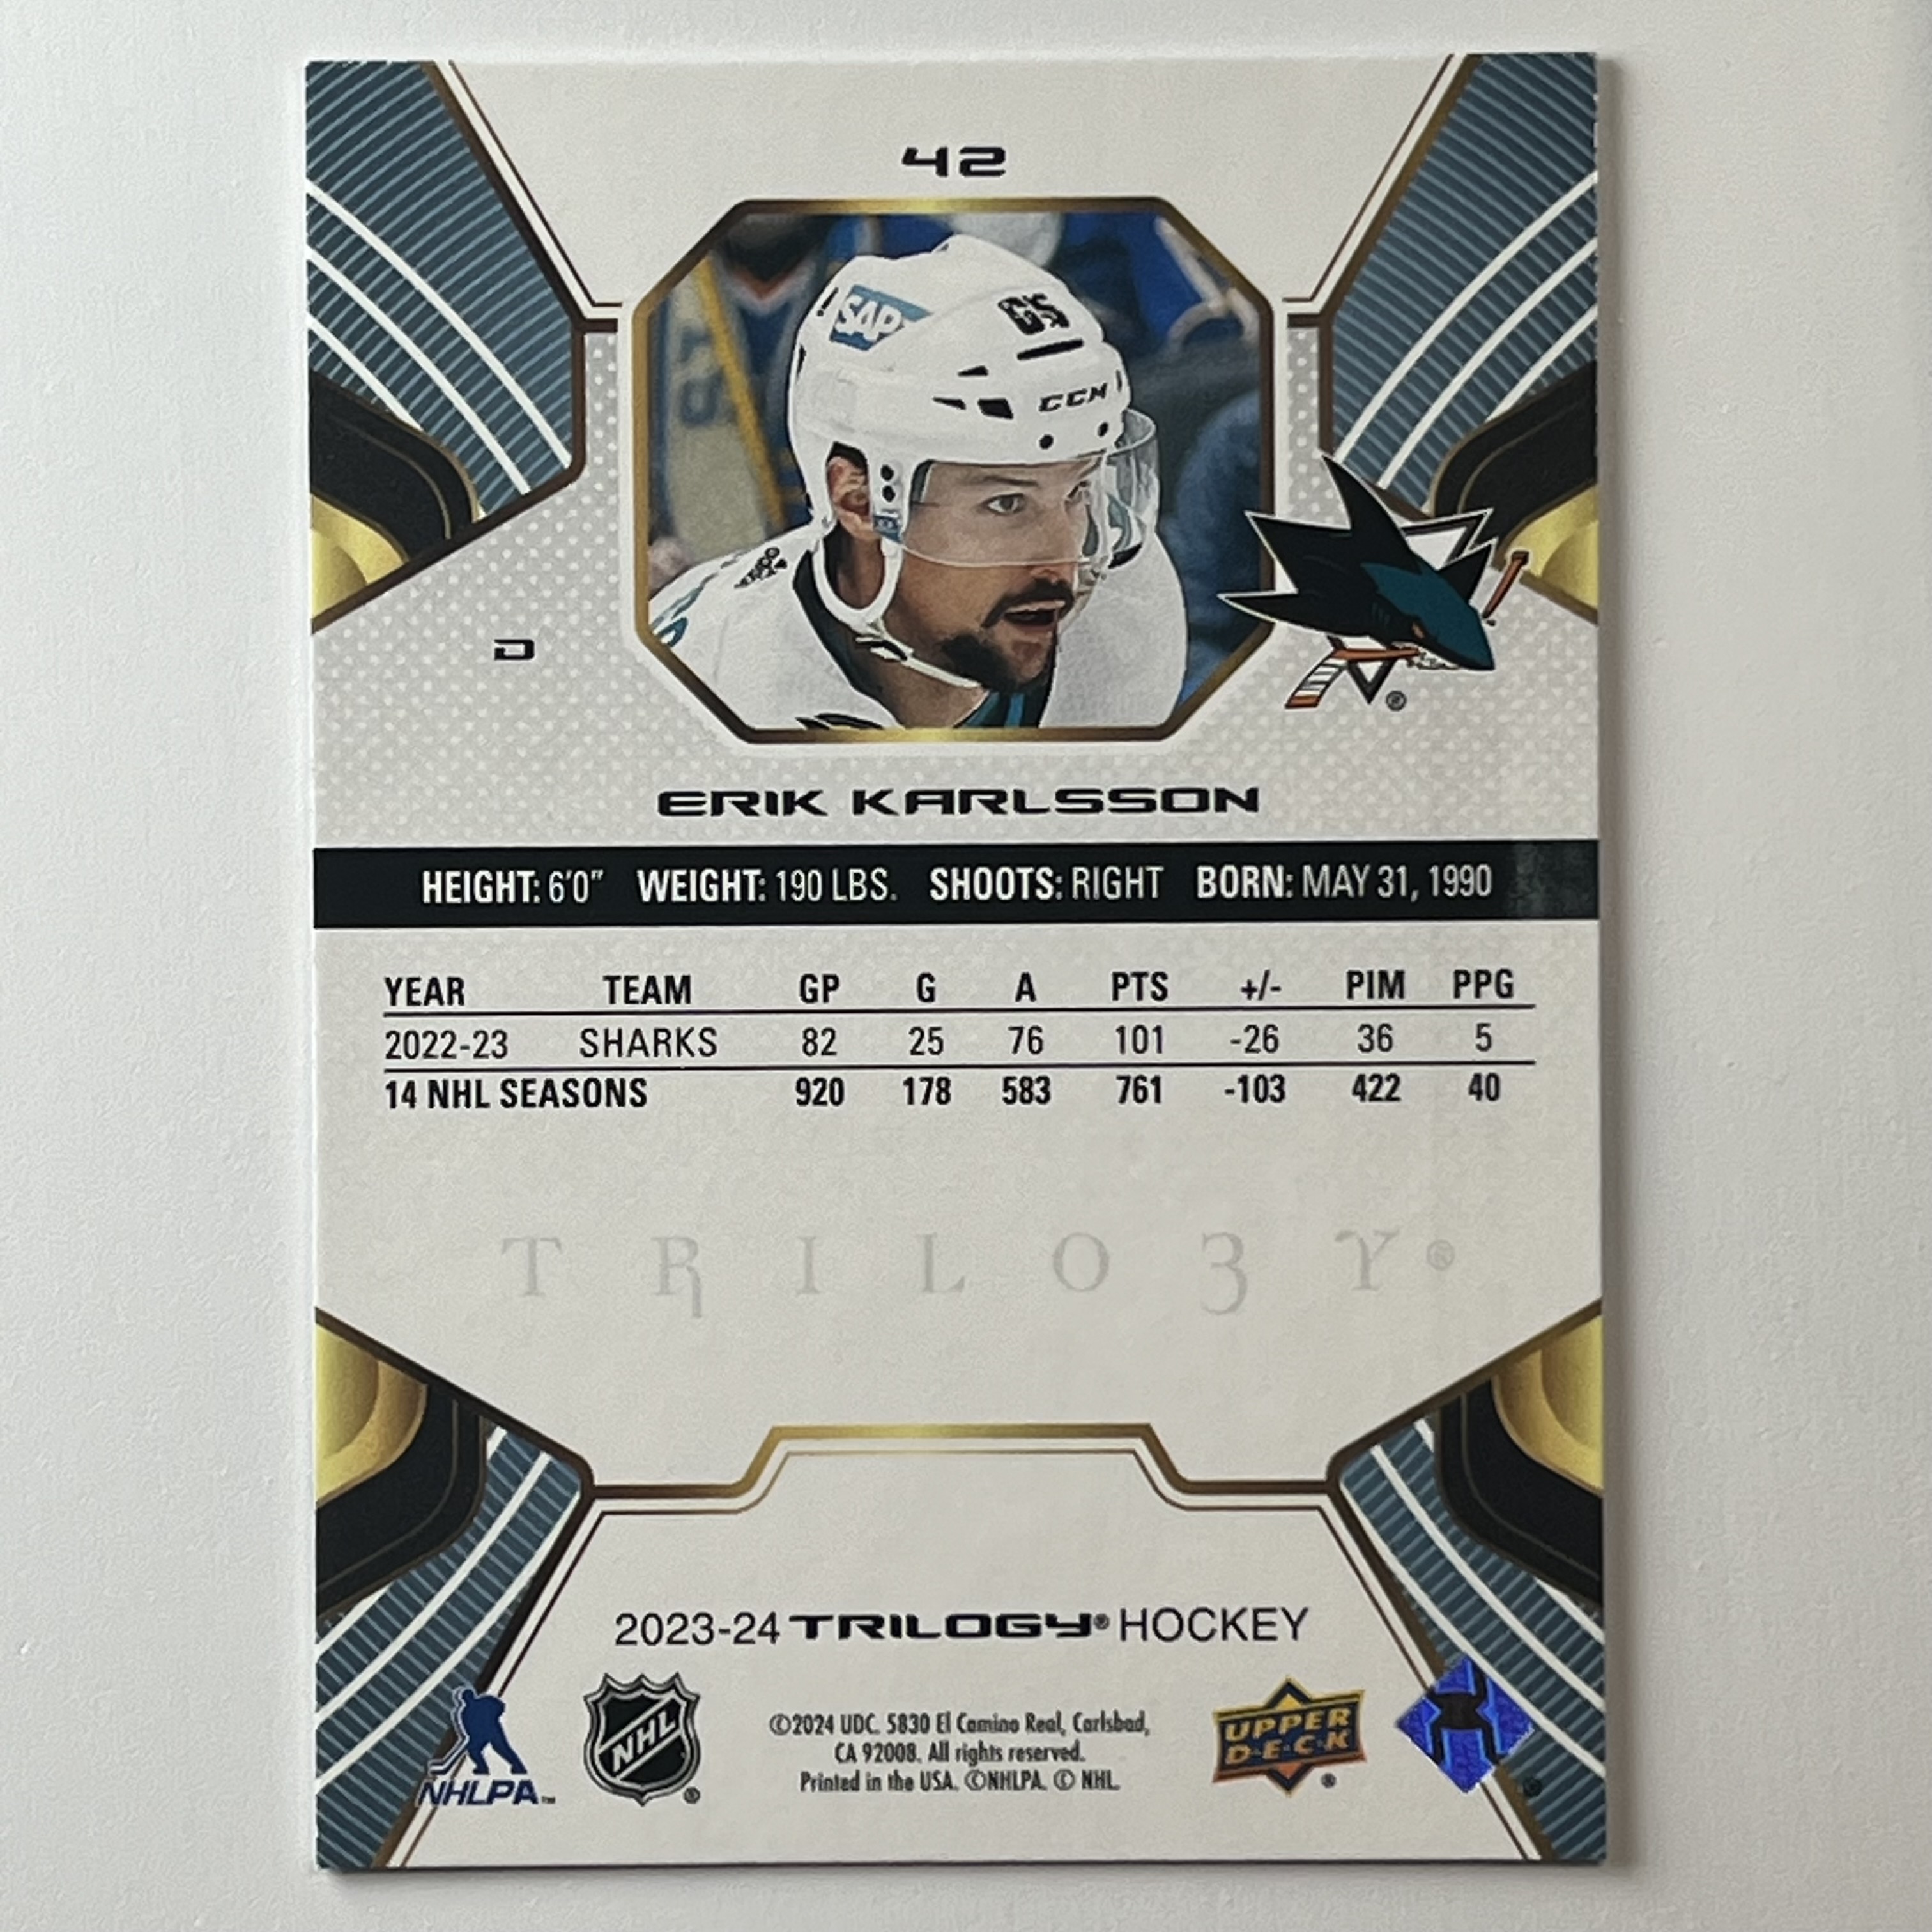 42
SAP
65
CCM
D
ERIK KARLSSON
HEIGHT: 6'0" WEIGHT: 190 LBS. SHOOTS: RIGHT BORN: MAY 31, 1990
YEAR TEAM GP G A PTS +/- PIM PPG
2022-23 SHARKS 82 25 76 101 -26 36 5
14 NHL SEASONS 920 178 583 761 -103 422 40
TRILOGY®
2023-24 TRILOGY® HOCKEY
NHLPA™
NHL
©2024 UDC. 5830 El Camino Real, Carlsbad,
CA 92008. All rights reserved.
Printed in the USA. ©NHLPA. © NHL.
UPPER
D·E·C·K